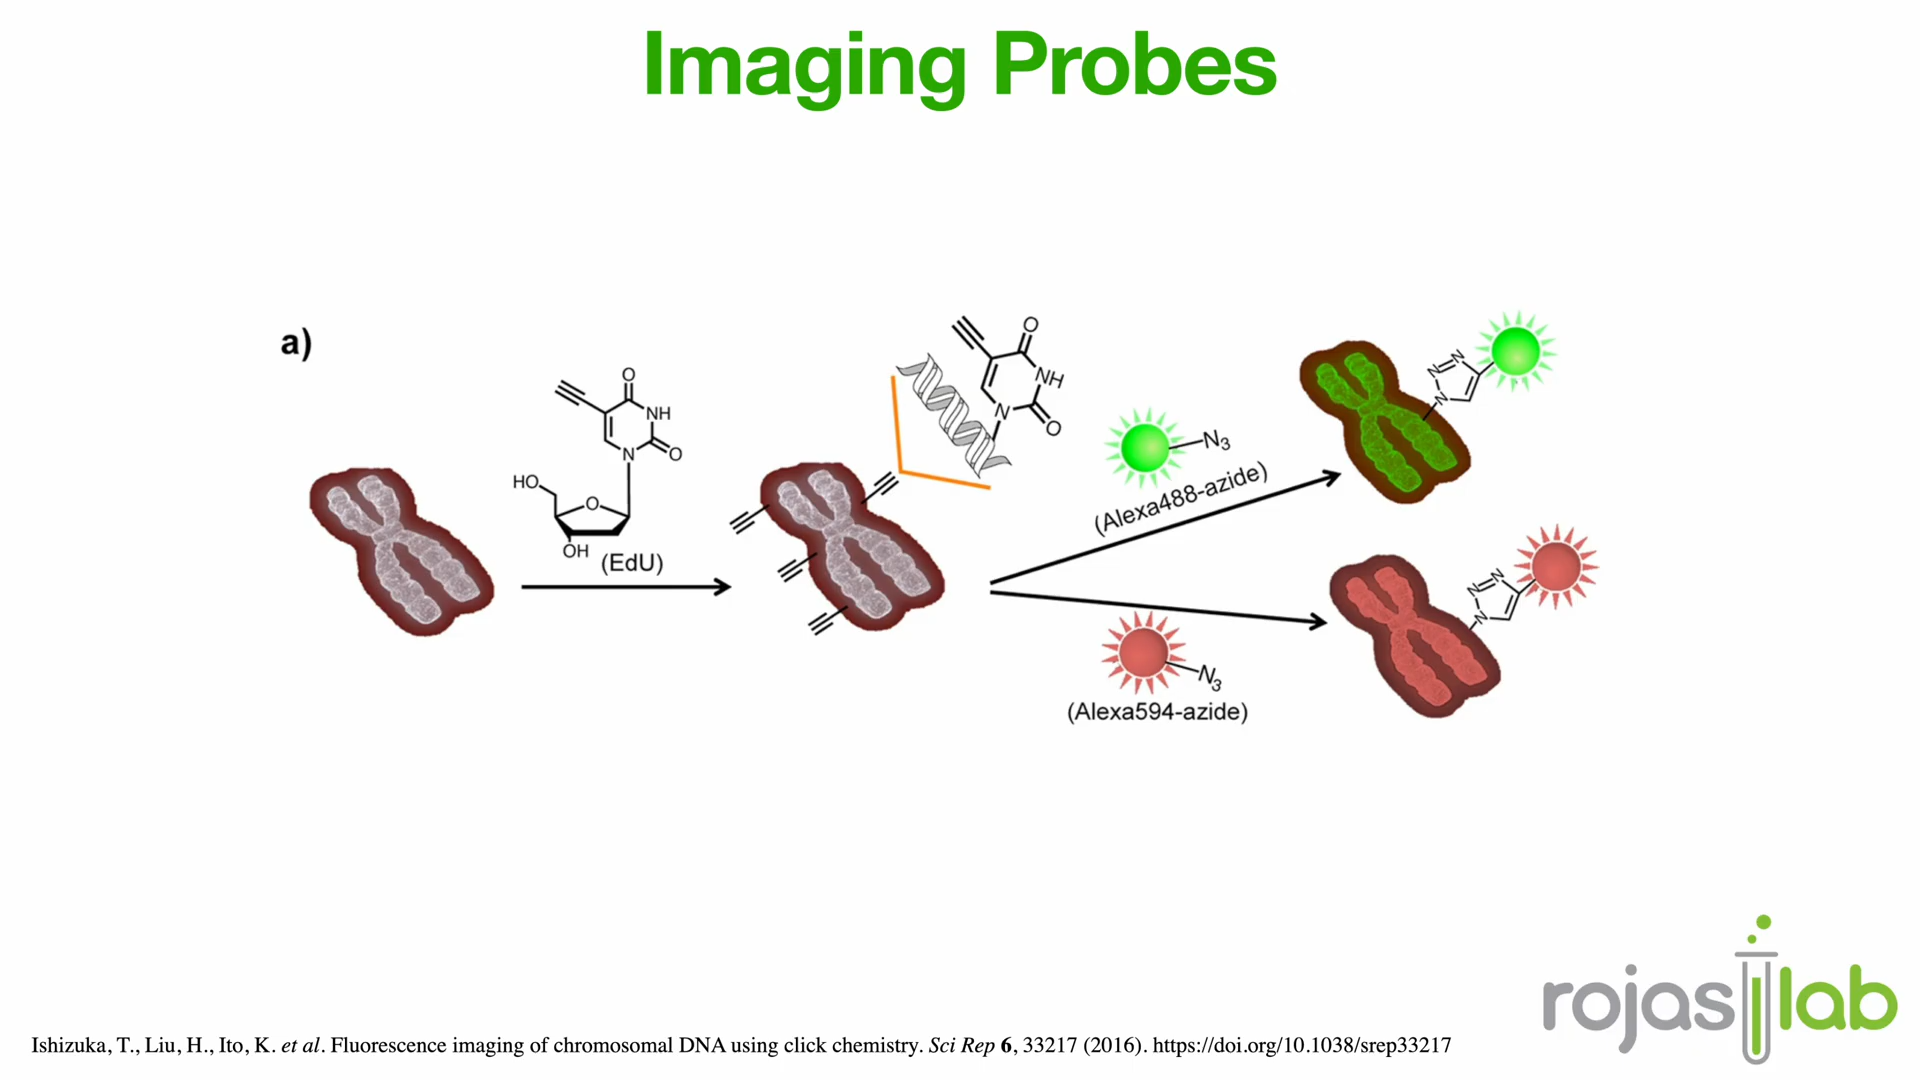 Imaging Probes
a)
O
NH
N
O
HO
O
OH
(EdU)
O
NH
N
O
N3
(Alexa488-azide)
N3
(Alexa594-azide)
N
N
N
N
N
N
rojas lab
Ishizuka, T., Liu, H., Ito, K. et al. Fluorescence imaging of chromosomal DNA using click chemistry. Sci Rep 6, 33217 (2016). https://doi.org/10.1038/srep33217